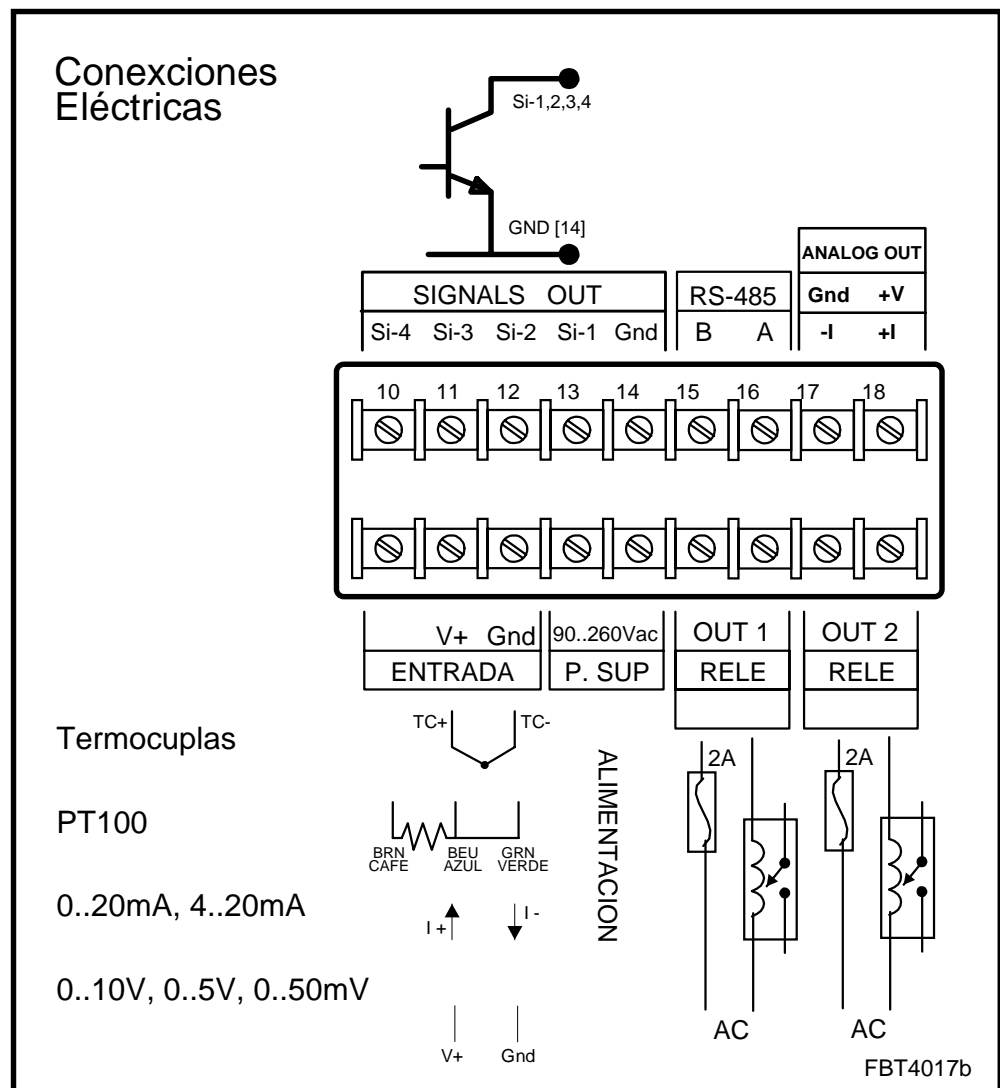 Conexciones
Eléctricas
Si-1,2,3,4
GND [14]
ANALOG OUT
SIGNALS OUT
RS-485
Gnd +V
Si-4 Si-3 Si-2 Si-1 Gnd
B A
-I +I
10 11 12 13 14 15 16 17 18
V+ Gnd
90..260Vac
OUT 1
OUT 2
ENTRADA
P. SUP
RELE
RELE
Termocuplas
TC+
TC-
ALIMENTACION
2A
2A
PT100
BRN
CAFE
BEU
AZUL
GRN
VERDE
0..20mA, 4..20mA
I +
I -
0..10V, 0..5V, 0..50mV
V+
Gnd
AC
AC
FBT4017b